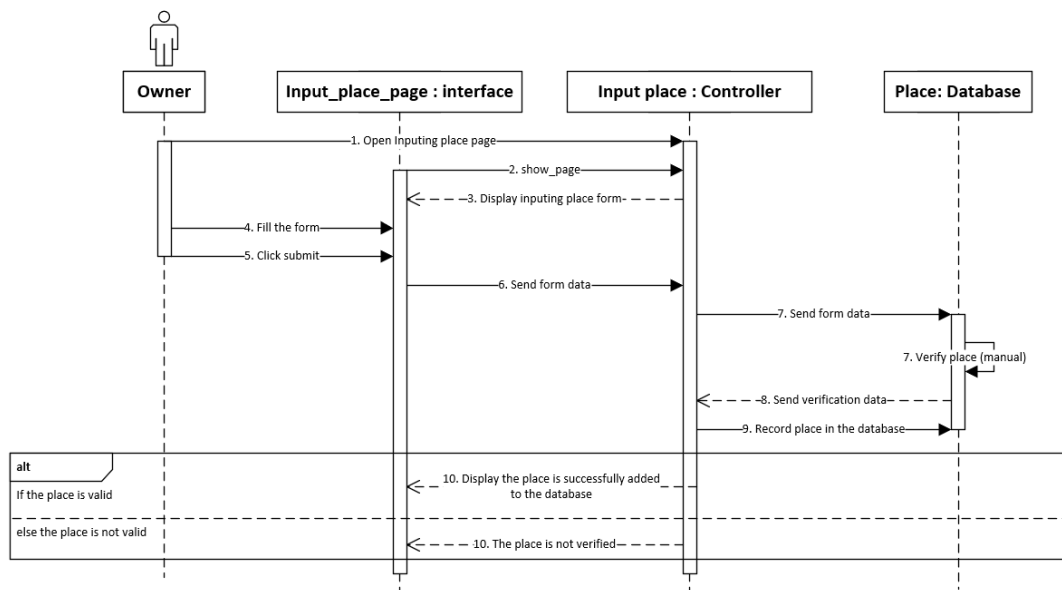 Owner
Input_place_page : interface
Input place : Controller
Place: Database
1. Open Inputing place page
2. show_page
3. Display inputing place form
4. Fill the form
5. Click submit
6. Send form data
7. Send form data
7. Verify place (manual)
8. Send verification data
9. Record place in the database
alt
If the place is valid
10. Display the place is successfully added
to the database
else the place is not valid
10. The place is not verified